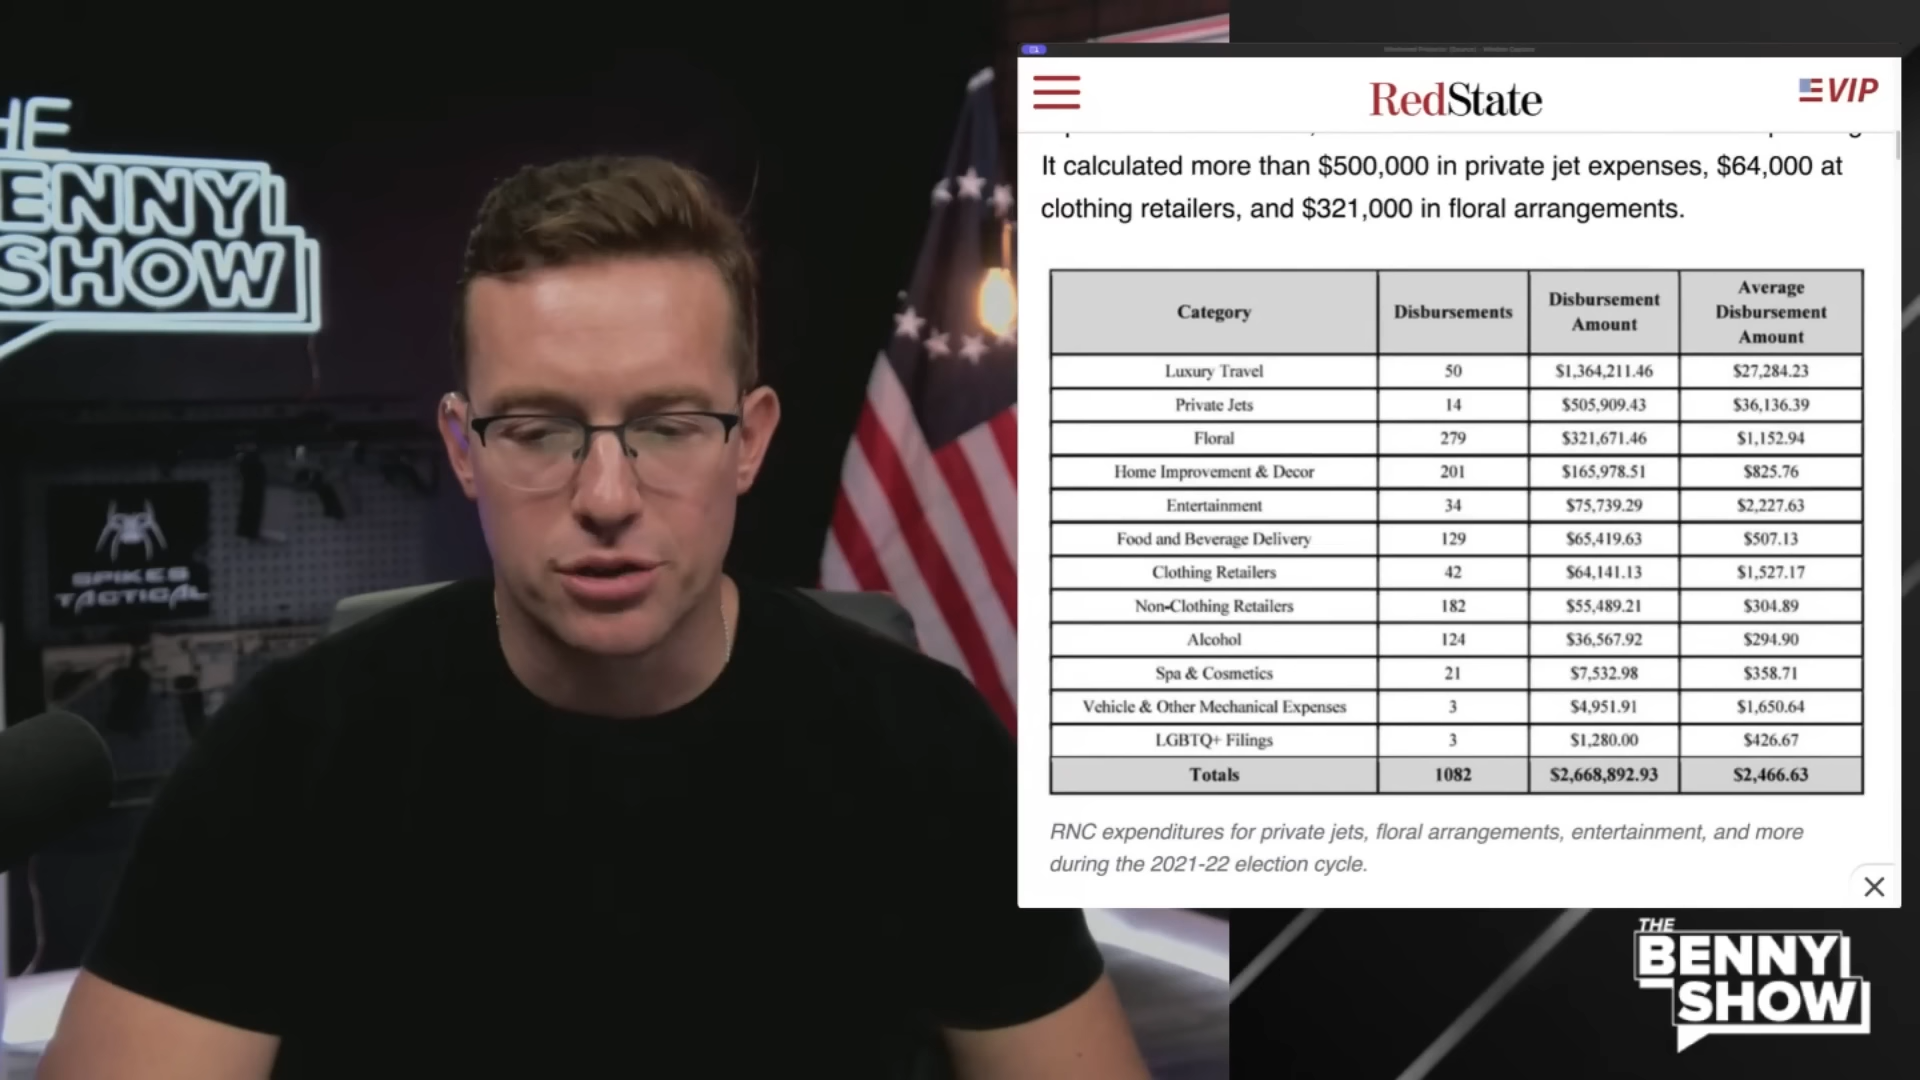 THE
BENNY
SHOW
SPIKES
TACTICAL
RedState
VIP
It calculated more than $500,000 in private jet expenses, $64,000 at
clothing retailers, and $321,000 in floral arrangements.
Category Disbursements Disbursement Amount Average Disbursement Amount
Luxury Travel 50 $1,364,211.46 $27,284.23
Private Jets 14 $505,909.43 $36,136.39
Floral 279 $321,671.46 $1,152.94
Home Improvement & Decor 201 $165,978.51 $825.76
Entertainment 34 $75,739.29 $2,227.63
Food and Beverage Delivery 129 $65,419.63 $507.13
Clothing Retailers 42 $64,141.13 $1,527.17
Non-Clothing Retailers 182 $55,489.21 $304.89
Alcohol 124 $36,567.92 $294.90
Spa & Cosmetics 21 $7,532.98 $358.71
Vehicle & Other Mechanical Expenses 3 $4,951.91 $1,650.64
LGBTQ+ Filings 3 $1,280.00 $426.67
Totals 1082 $2,668,892.93 $2,466.63
RNC expenditures for private jets, floral arrangements, entertainment, and more
during the 2021-22 election cycle.
THE
BENNY
SHOW